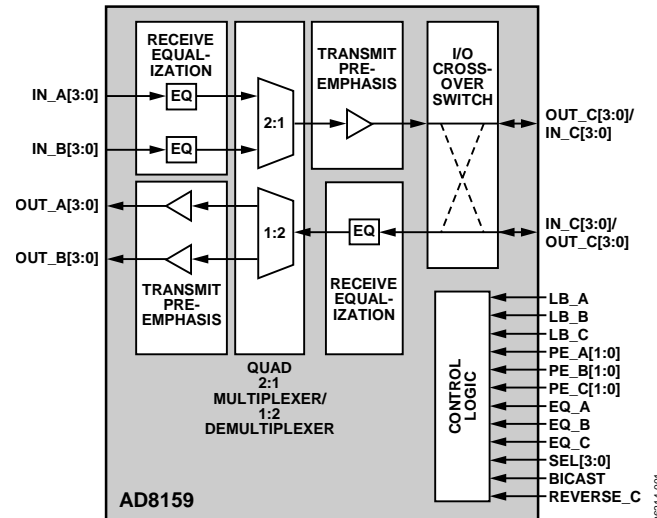 RECEIVE
EQUAL-
IZATION
TRANSMIT
PRE-
EMPHASIS
I/O
CROSS-
OVER
SWITCH
IN_A[3:0]
EQ
2:1
OUT_C[3:0]/
IN_C[3:0]
IN_B[3:0]
EQ
OUT_A[3:0]
1:2
EQ
IN_C[3:0]/
OUT_C[3:0]
OUT_B[3:0]
TRANSMIT
PRE-
EMPHASIS
RECEIVE
EQUAL-
IZATION
QUAD
2:1
MULTIPLEXER/
1:2
DEMULTIPLEXER
CONTROL
LOGIC
LB_A
LB_B
LB_C
PE_A[1:0]
PE_B[1:0]
PE_C[1:0]
EQ_A
EQ_B
EQ_C
SEL[3:0]
BICAST
REVERSE_C
AD8159